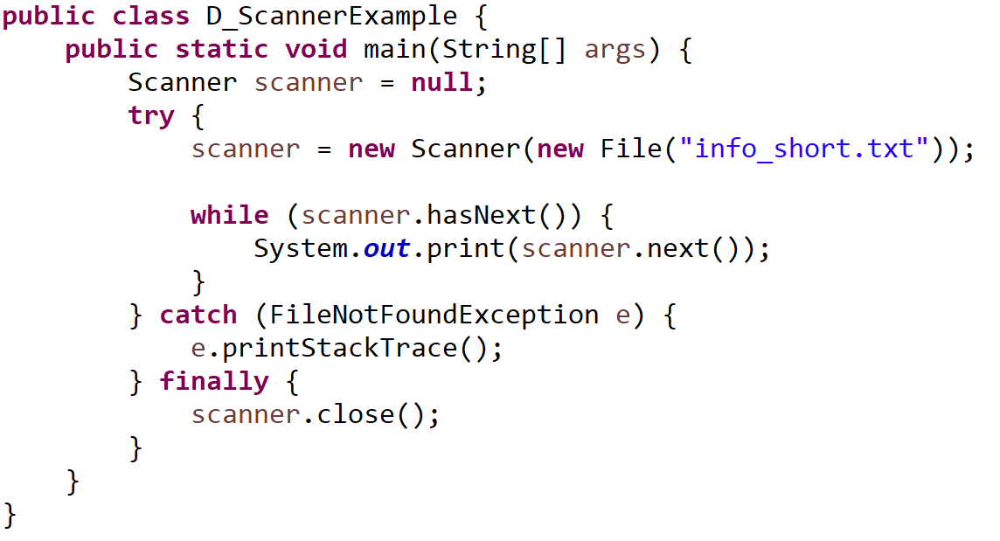 public class D_ScannerExample {
    public static void main(String[] args) {
        Scanner scanner = null;
        try {
            scanner = new Scanner(new File("info_short.txt"));

            while (scanner.hasNext()) {
                System.out.print(scanner.next());
            }
        } catch (FileNotFoundException e) {
            e.printStackTrace();
        } finally {
            scanner.close();
        }
    }
}